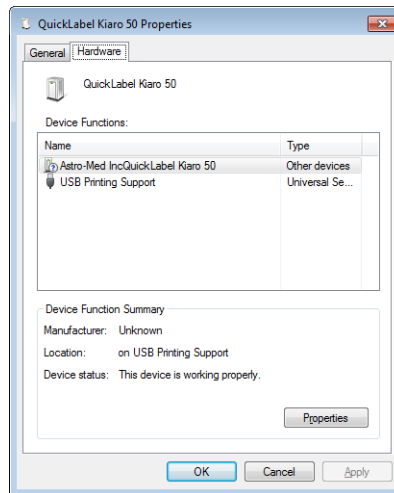 QuickLabel Kiaro 50 Properties
General Hardware
QuickLabel Kiaro 50
Device Functions:
Name Type
Astro-Med IncQuickLabel Kiaro 50 Other devices
USB Printing Support Universal Se...
Device Function Summary
Manufacturer: Unknown
Location: on USB Printing Support
Device status: This device is working properly.
Properties
OK Cancel Apply